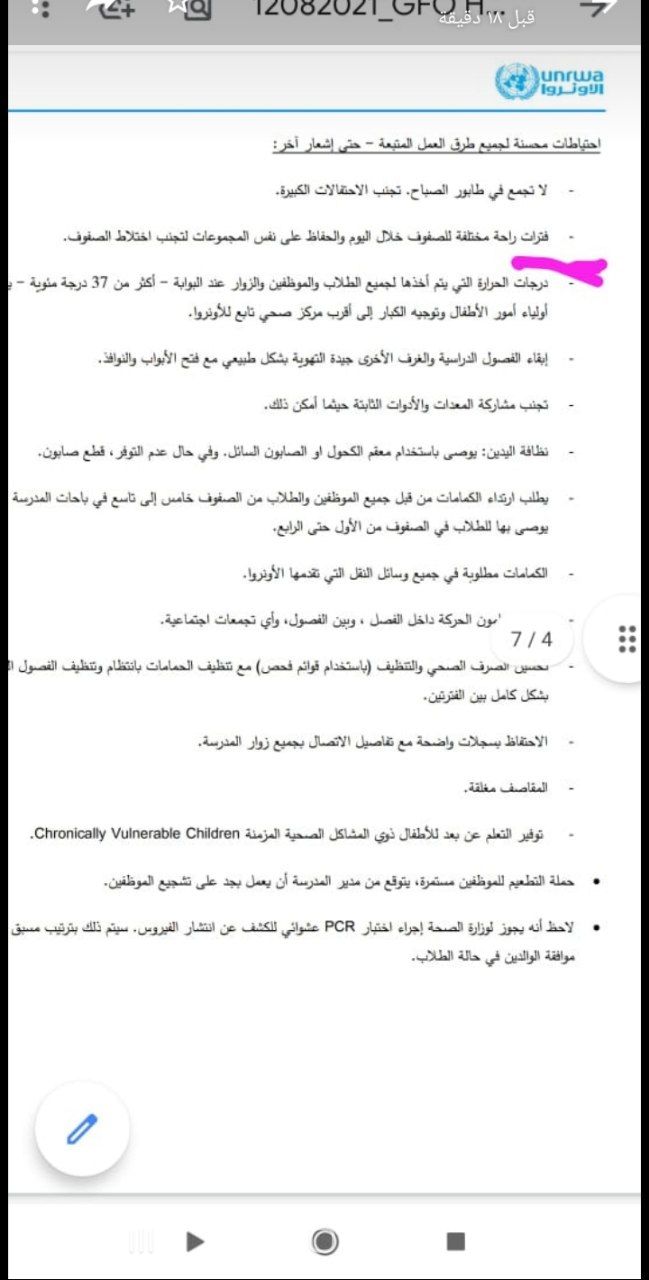 12082021_GFO H...
قبل ١٨ دقيقة
unrwa
الأونروا
احتياطات محسنة لجميع طرق العمل المتبعة – حتى إشعار آخر:
- لا تجمع في طابور الصباح. تجنب الاحتفالات الكبيرة.
- فترات راحة مختلفة للصفوف خلال اليوم والحفاظ على نفس المجموعات لتجنب اختلاط الصفوف.
- درجات الحرارة التي يتم أخذها لجميع الطلاب والموظفين والزوار عند البوابة – أكثر من 37 درجة مئوية –
أولياء أمور الأطفال وتوجيه الكبار إلى أقرب مركز صحي تابع للأونروا.
- إبقاء الفصول الدراسية والغرف الأخرى جيدة التهوية بشكل طبيعي مع فتح الأبواب والنوافذ.
- تجنب مشاركة المعدات والأدوات الثابتة حيثما أمكن ذلك.
- نظافة اليدين: يوصى باستخدام معقم الكحول او الصابون السائل. وفي حال عدم التوفر، قطع صابون.
- يطلب ارتداء الكمامات من قبل جميع الموظفين والطلاب من الصفوف خامس إلى تاسع في باحات المدرسة
يوصى بها للطلاب في الصفوف من الأول حتى الرابع.
- الكمامات مطلوبة في جميع وسائل النقل التي تقدمها الأونروا.
- الحركة داخل الفصل ، وبين الفصول، وأي تجمعات اجتماعية.
7 / 4
- تحسين الصرف الصحي والتنظيف (باستخدام قوائم فحص) مع تنظيف الحمامات بانتظام وتنظيف الفصول
بشكل كامل بين الفترتين.
- الاحتفاظ بسجلات واضحة مع تفاصيل الاتصال بجميع زوار المدرسة.
- المقاصف مغلقة.
- توفير التعلم عن بعد للأطفال ذوي المشاكل الصحية المزمنة Chronically Vulnerable Children.
• حملة التطعيم للموظفين مستمرة، يتوقع من مدير المدرسة أن يعمل بجد على تشجيع الموظفين.
• لاحظ أنه يجوز لوزارة الصحة إجراء اختبار PCR عشوائي للكشف عن انتشار الفيروس. سيتم ذلك بترتيب مسبق
موافقة الوالدين في حالة الطلاب.